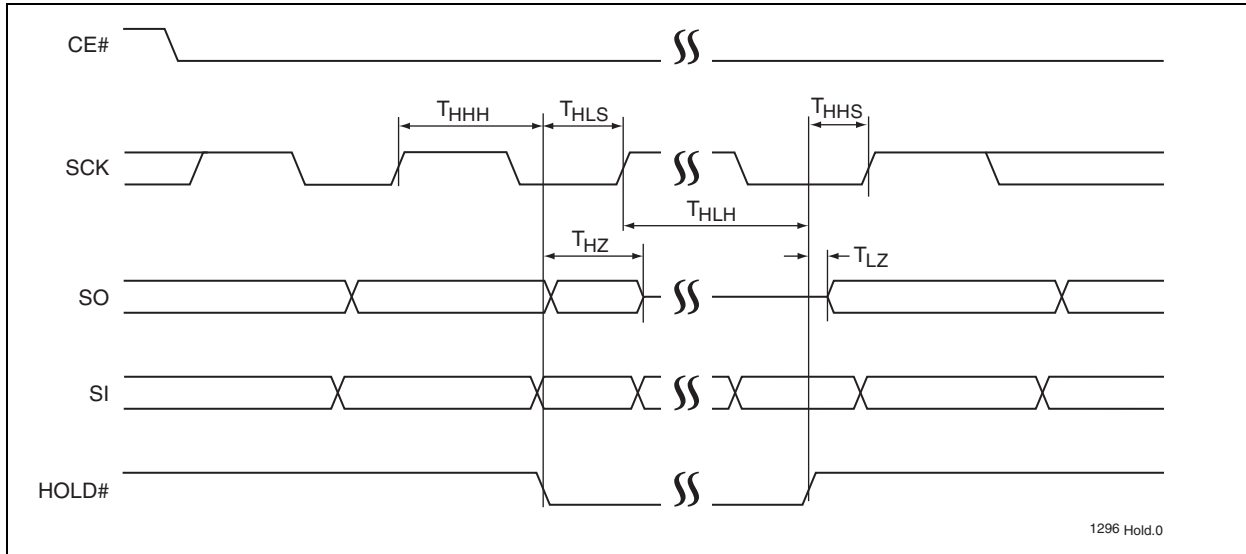 CE#
THHH
THLS
THHS
SCK
THLH
THZ
TLZ
SO
SI
HOLD#
1296 Hold.0